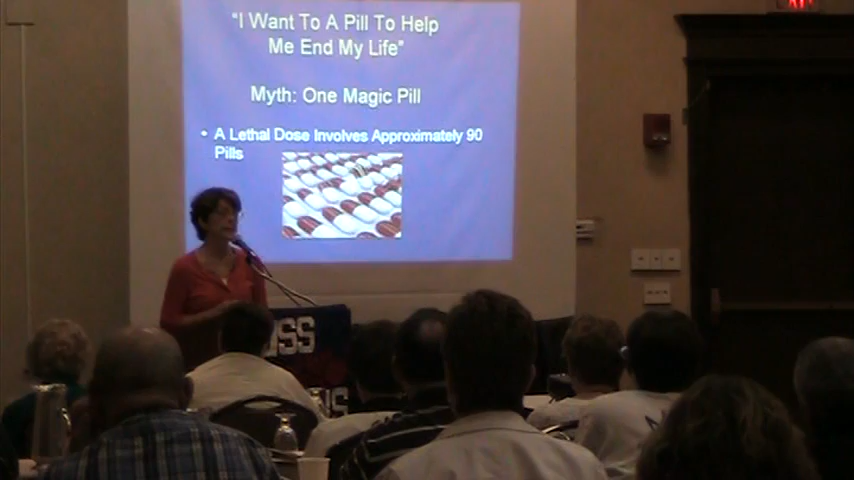 "I Want To A Pill To Help
Me End My Life"
Myth: One Magic Pill
• A Lethal Dose Involves Approximately 90
Pills